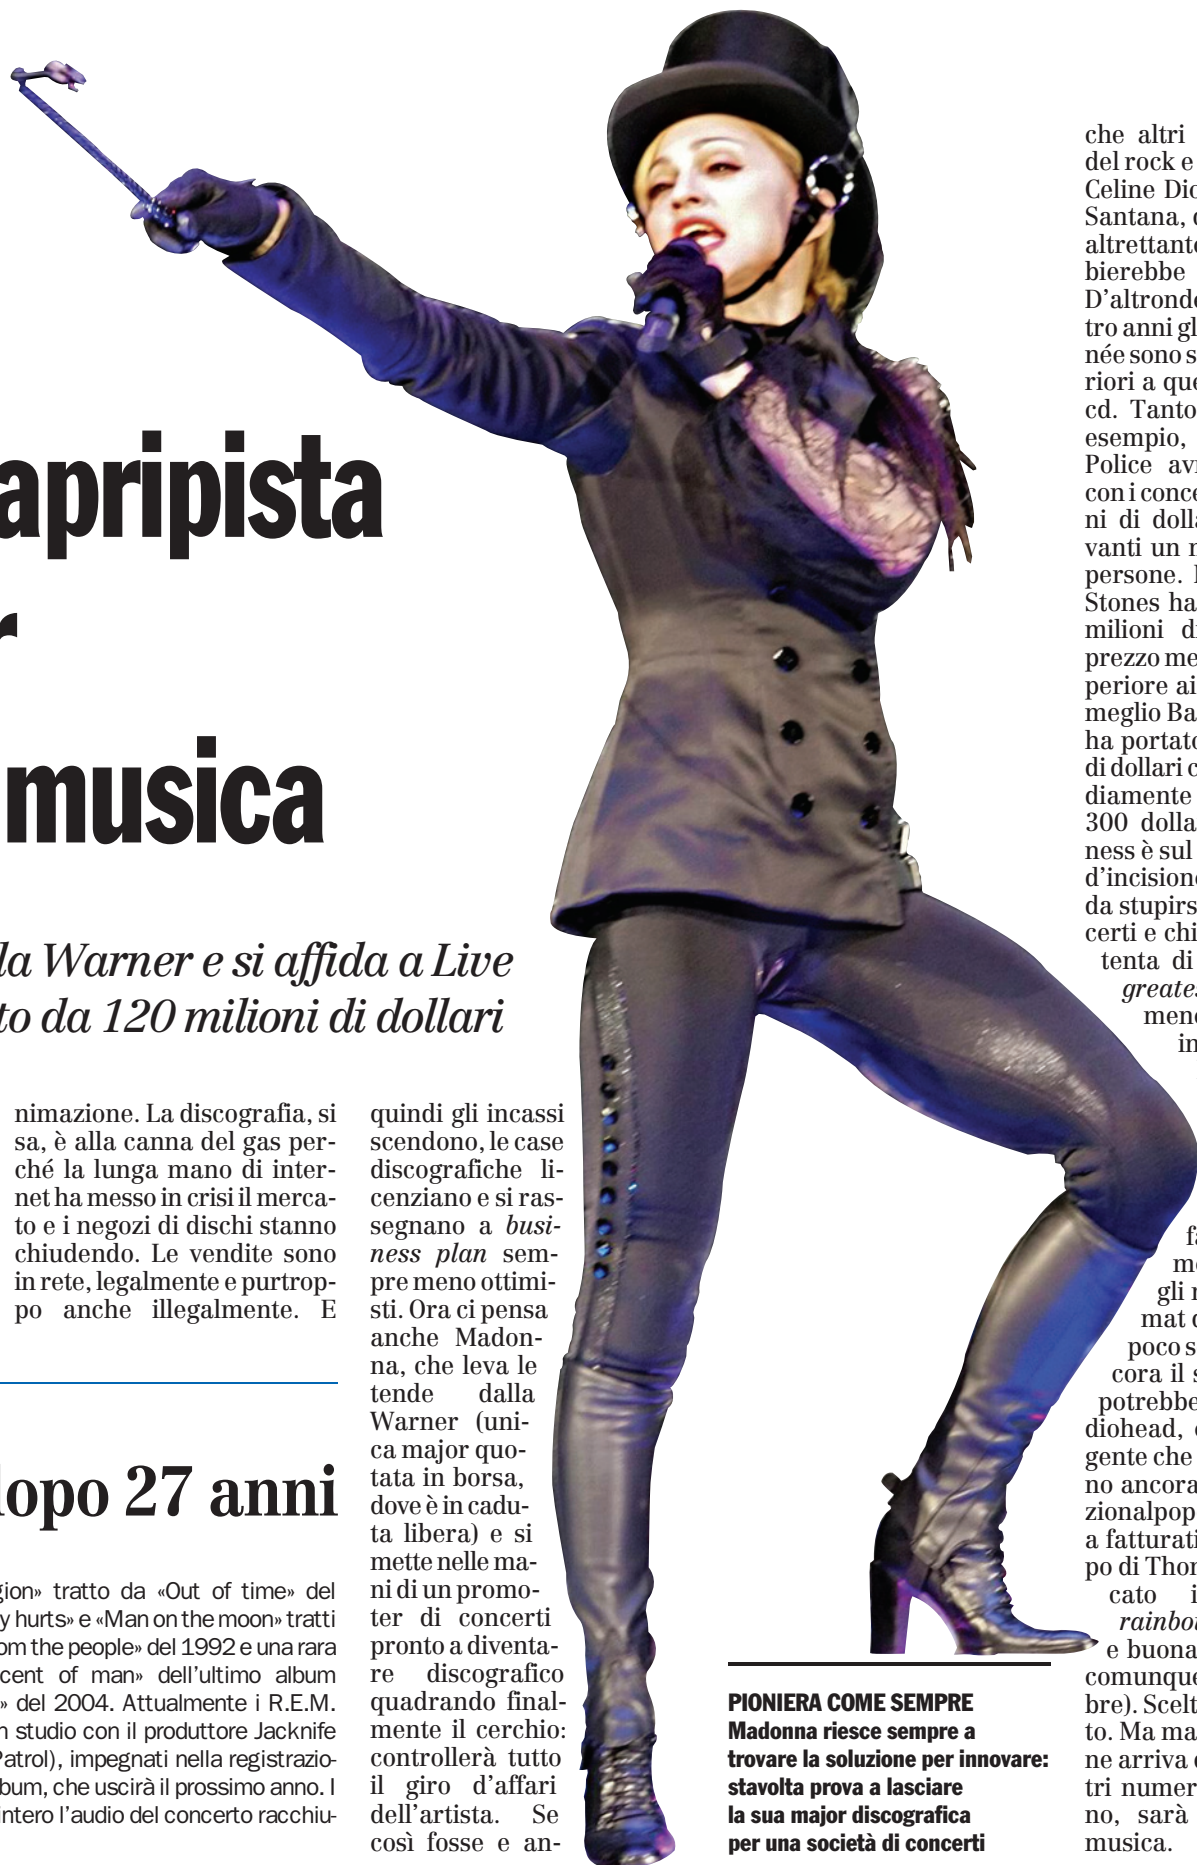 apripista
r
musica
la Warner e si affida a Live
to da 120 milioni di dollari
nimazione. La discografia, si
sa, è alla canna del gas per-
ché la lunga mano di inter-
net ha messo in crisi il merca-
to e i negozi di dischi stanno
chiudendo. Le vendite sono
in rete, legalmente e purtrop-
po anche illegalmente. E
quindi gli incassi
scendono, le case
discografiche li-
cenziano e si ras-
segnano a busi-
ness plan sem-
pre meno ottimi-
sti. Ora ci pensa
anche Madon-
na, che leva le
tende dalla
Warner (uni-
ca major quo-
tata in borsa,
dove è in cadu-
ta libera) e si
mette nelle ma-
ni di un promo-
ter di concerti
pronto a diventa-
re discografico
quadrando final-
mente il cerchio:
controllerà tutto
il giro d'affari
dell'artista. Se
così fosse e an-
che altri
del rock e
Celine Dio
Santana, 
altrettanto
bierebbe
D'altronde
tro anni gl
née sono s
riori a que
cd. Tanto
esempio,
Police avr
con i conce
ni di dolla
vanti un m
persone. 
Stones ha
milioni di
prezzo me
periore ai
meglio Ba
ha portato
di dollari c
diamente
300 dolla
ness è sul
d'incisione
da stupirs
certi e chi
tenta di
greates
meno
in
fa
mo
gli r
mat 
poco s
cora il s
potrebbe
diohead, 
gente che
no ancora
zionalpop
a fatturati
po di Thor
cato i
rainbow
e buona
comunque
bre). Scelt
to. Ma ma
ne arriva 
tri numer
no, sarà
musica.
dopo 27 anni
gion» tratto da «Out of time» del
y hurts» e «Man on the moon» tratti
om the people» del 1992 e una rara
cent of man» dell'ultimo album
» del 2004. Attualmente i R.E.M.
n studio con il produttore Jacknife
Patrol), impegnati nella registrazio-
lbum, che uscirà il prossimo anno. I
intero l'audio del concerto racchiu-
PIONIERA COME SEMPRE
Madonna riesce sempre a
trovare la soluzione per innovare:
stavolta prova a lasciare
la sua major discografica
per una società di concerti